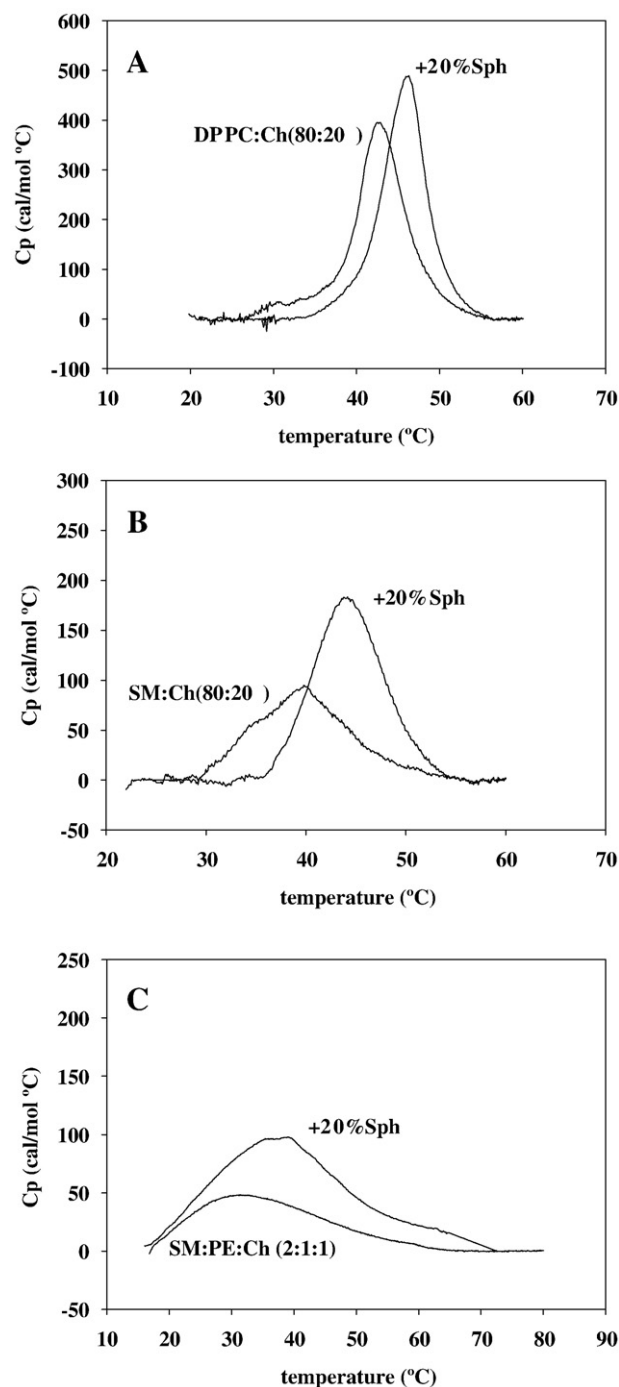 600
A
+20%Sph
500
400
DPPC:Ch(80:20 )
300
200
100
0
-100
Cp (cal/mol ºC)
10 20 30 40 50 60 70
temperature (ºC)
300
B
250
200
+20%Sph
150
SM:Ch(80:20 )
100
50
0
-50
Cp (cal/mol ºC)
20 30 40 50 60 70
temperature (ºC)
250
C
200
150
+20%Sph
100
50
SM:PE:Ch (2:1:1)
0
-50
Cp (cal/mol ºC)
10 20 30 40 50 60 70 80 90
temperature (ºC)